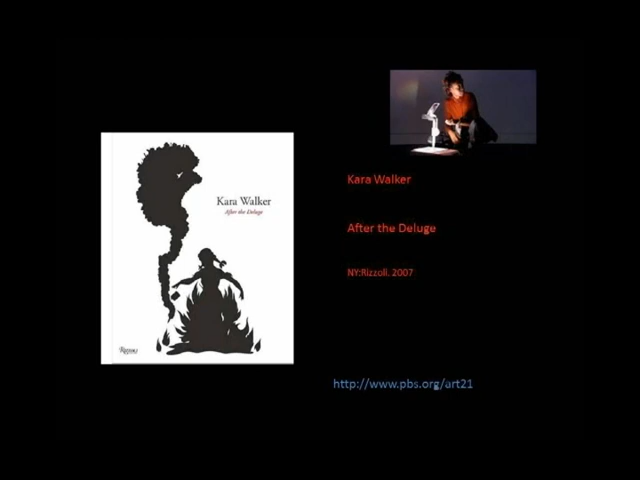 Kara Walker
After the Deluge
Rizzoli
Kara Walker
After the Deluge
NY:Rizzoli. 2007
http://www.pbs.org/art21